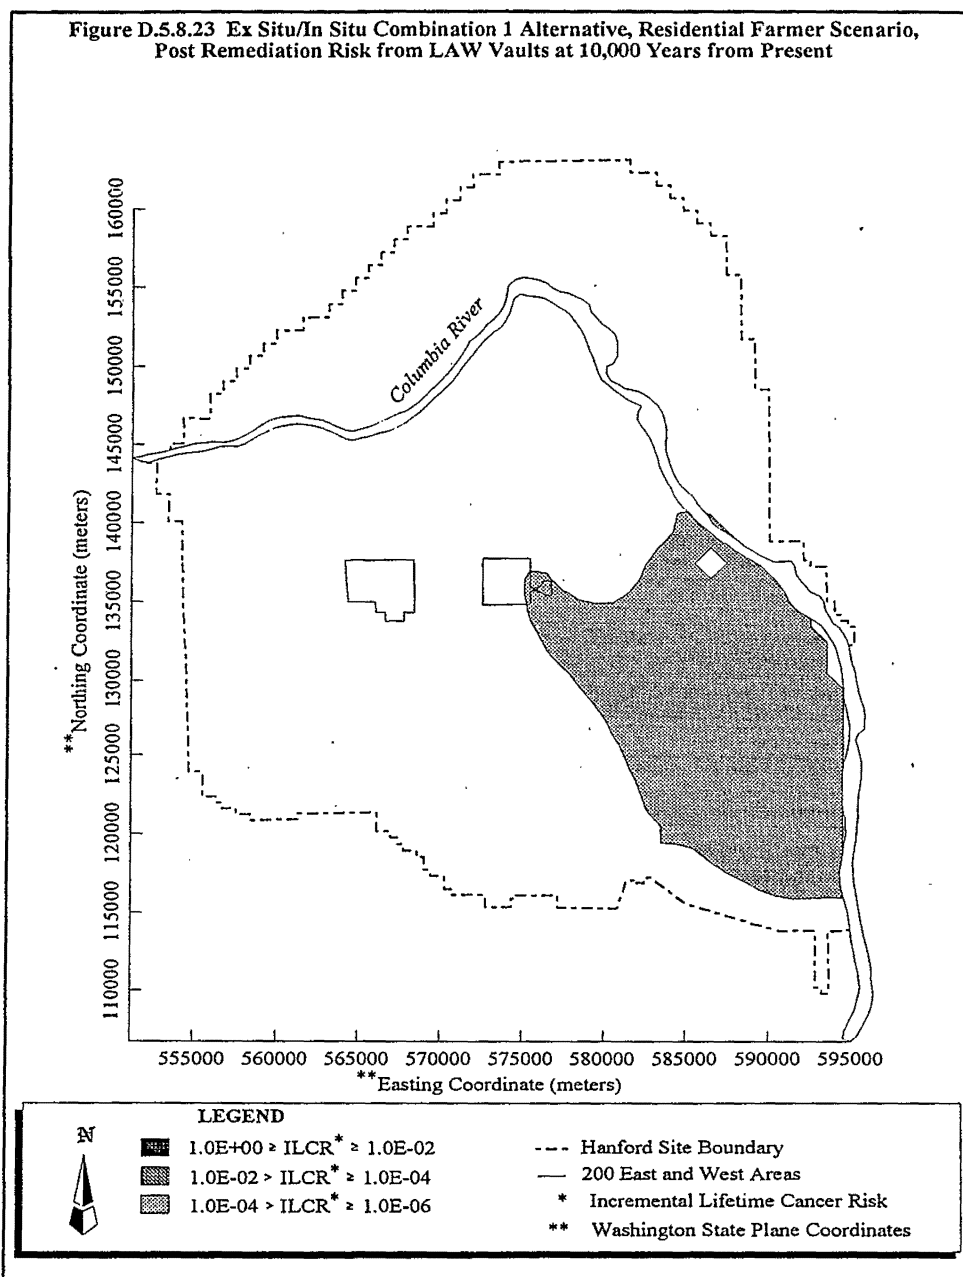 Figure D.5.8.23 Ex Situ/In Situ Combination 1 Alternative, Residential Farmer Scenario,
Post Remediation Risk from LAW Vaults at 10,000 Years from Present
160000
155000
150000
145000
140000
135000
130000
125000
120000
115000
110000
**Northing Coordinate (meters)
Columbia River
555000 560000 565000 570000 575000 580000 585000 590000 595000
**Easting Coordinate (meters)
LEGEND
N
1.0E+00 ≥ ILCR* ≥ 1.0E-02
1.0E-02 > ILCR* ≥ 1.0E-04
1.0E-04 > ILCR* ≥ 1.0E-06
Hanford Site Boundary
200 East and West Areas
* Incremental Lifetime Cancer Risk
** Washington State Plane Coordinates